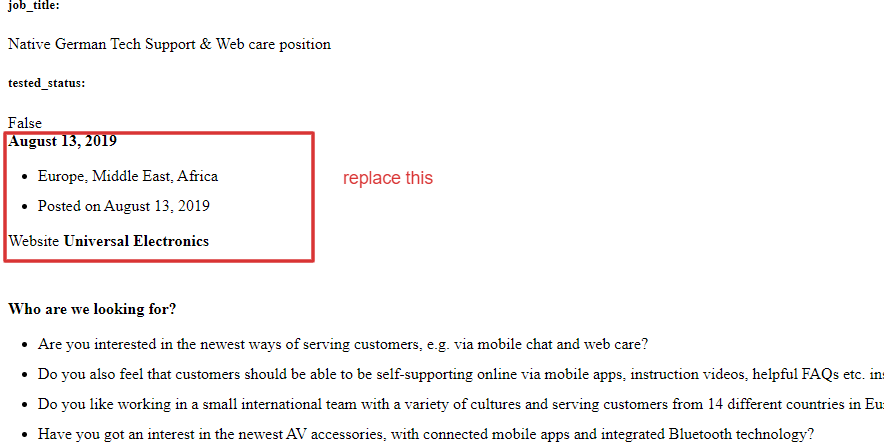 job_title:
Native German Tech Support & Web care position
tested_status:
False
August 13, 2019
Europe, Middle East, Africa
replace this
Posted on August 13, 2019
Website Universal Electronics
Who are we looking for?
Are you interested in the newest ways of serving customers, e.g. via mobile chat and web care?
Do you also feel that customers should be able to be self-supporting online via mobile apps, instruction videos, helpful FAQs etc. in
Do you like working in a small international team with a variety of cultures and serving customers from 14 different countries in Eu
Have you got an interest in the newest AV accessories, with connected mobile apps and integrated Bluetooth technology?